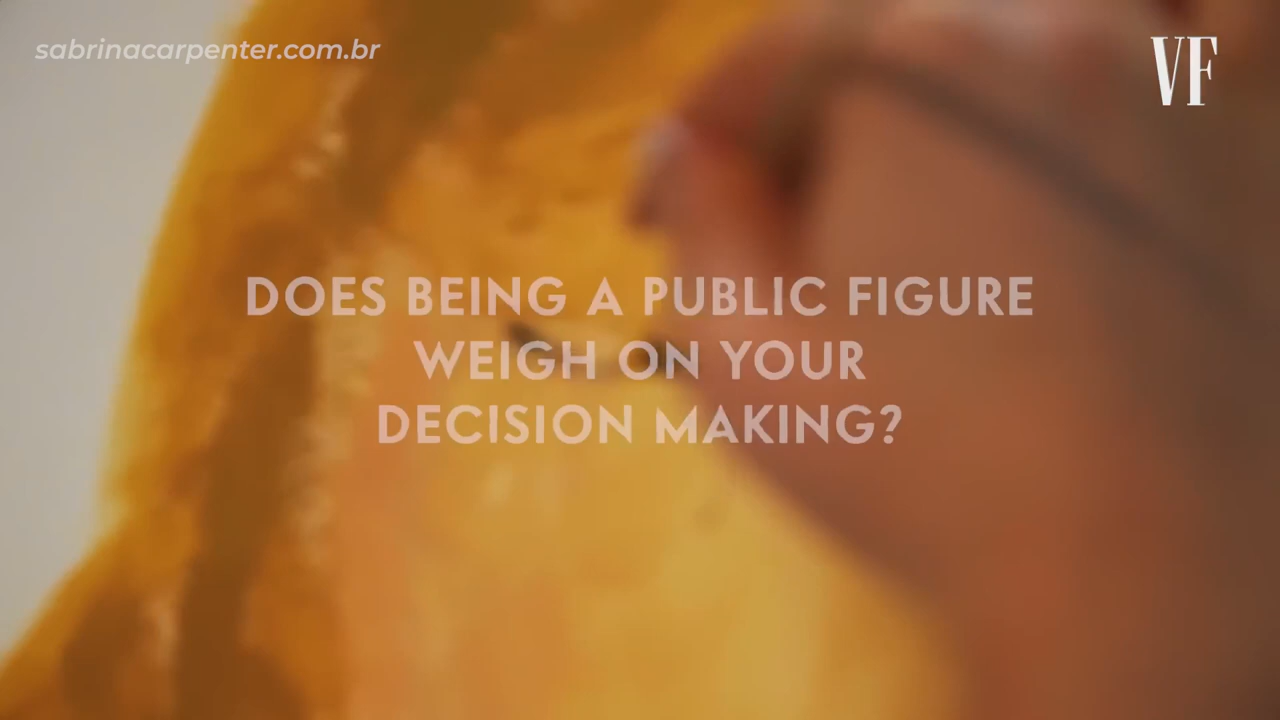 sabrinacarpenter.com.br
VF
DOES BEING A PUBLIC FIGURE
WEIGH ON YOUR
DECISION MAKING?